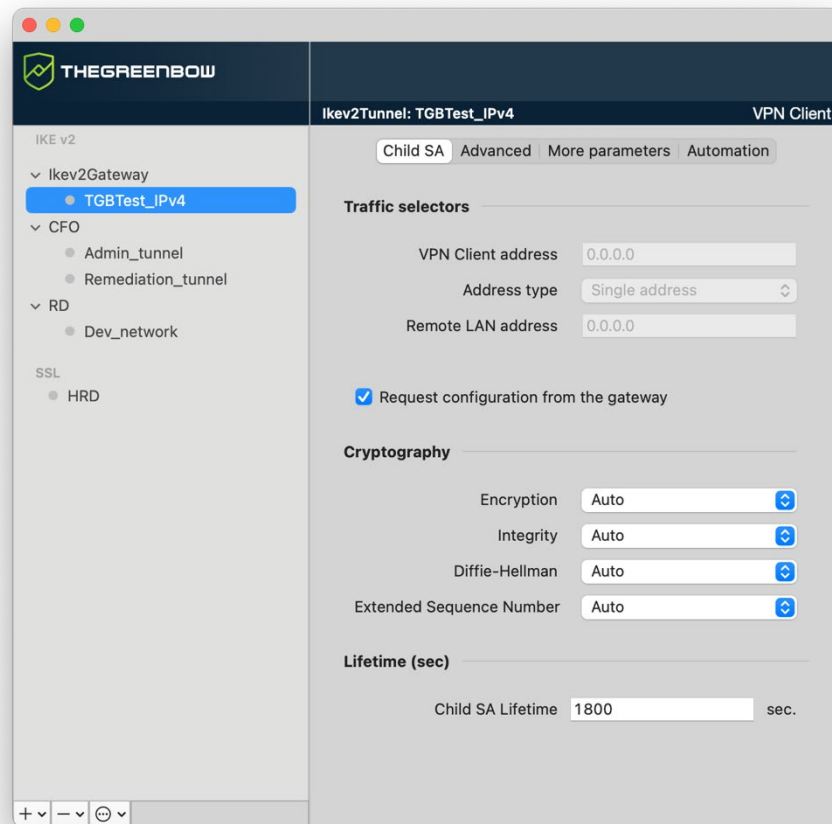 THEGREENBOW
Ikev2Tunnel: TGBTest_IPv4 VPN Client
IKE v2
Ikev2Gateway
TGBTest_IPv4
CFO
Admin_tunnel
Remediation_tunnel
RD
Dev_network
SSL
HRD
Child SA Advanced More parameters Automation
Traffic selectors
VPN Client address 0.0.0.0
Address type Single address
Remote LAN address 0.0.0.0
Request configuration from the gateway
Cryptography
Encryption Auto
Integrity Auto
Diffie-Hellman Auto
Extended Sequence Number Auto
Lifetime (sec)
Child SA Lifetime 1800 sec.